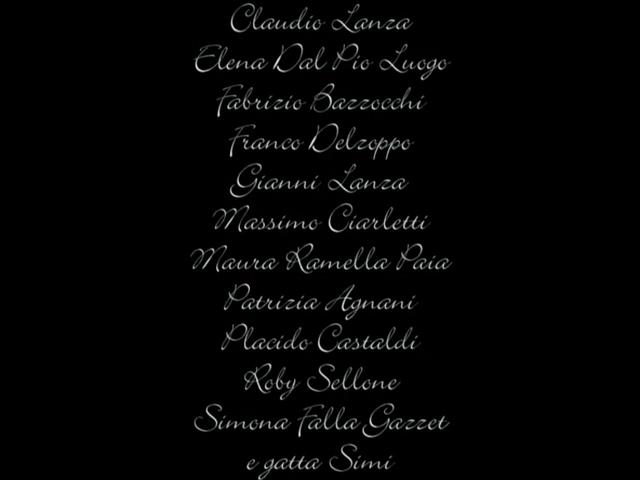 Claudio Lanza
Elena Dal Pio Luogo
Fabrizio Bazzocchi
Franco Delzoppo
Gianni Lanza
Massimo Ciarletti
Maura Ramella Paia
Patrizia Agnani
Placido Castaldi
Roby Sellone
Simona Falla Gazzet
e gatta Simi